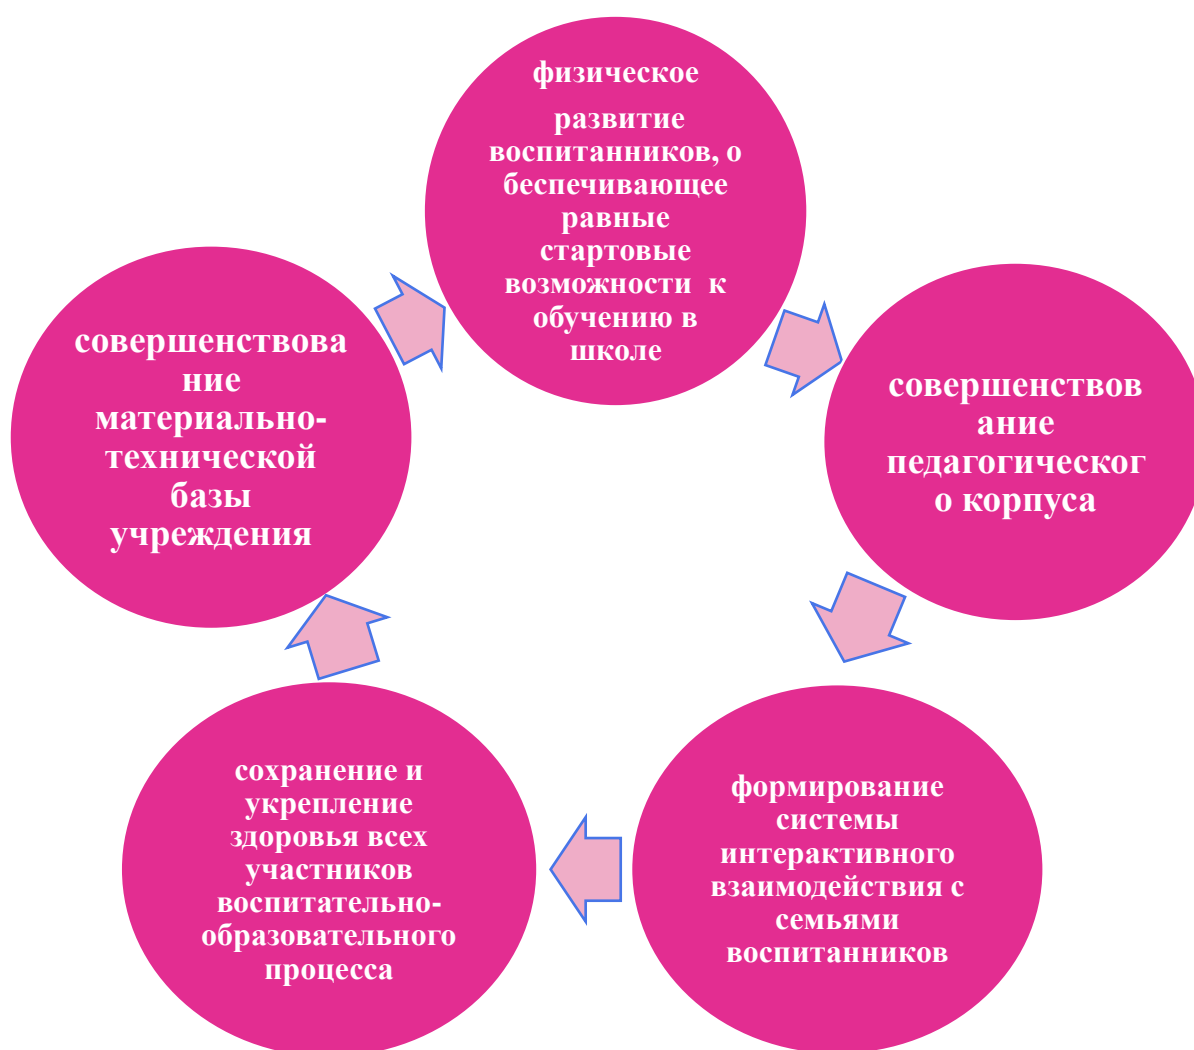 физическое
развитие
воспитанников, о
беспечивающее
равные
стартовые
возможности к
обучению в
школе
совершенствов
ание
педагогическог
о корпуса
формирование
системы
интерактивного
взаимодействия с
семьями
воспитанников
сохранение и
укрепление
здоровья всех
участников
воспитательно-
образовательного
процесса
совершенствова
ние
материально-
технической
базы
учреждения